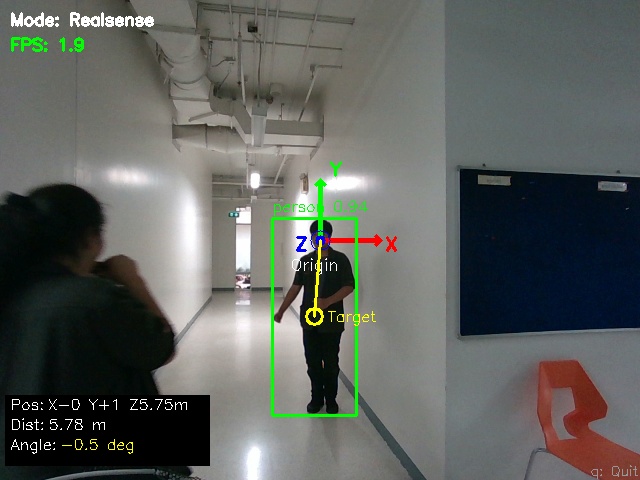 Mode: Realsense
FPS: 1.9
Y
person 0.94
Z X
Origin
Target
Pos: X-0 Y+1 Z5.75m
Dist: 5.78 m
Angle: -0.5 deg
q: Quit